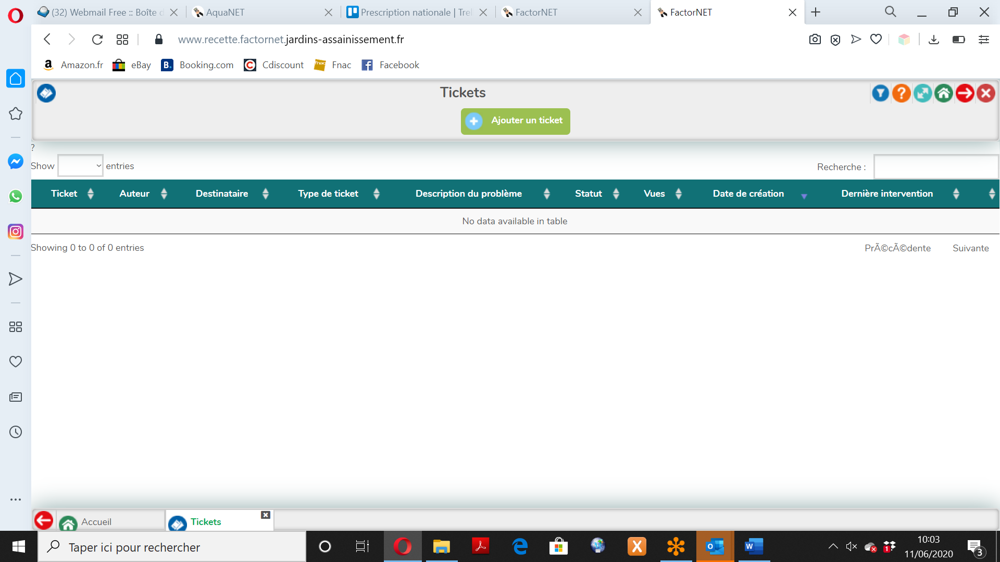 (32) Webmail Free :: Boîte d
AquaNET
Prescription nationale | Trel
FactorNET
FactorNET
www.recette.factornet.jardins-assainissement.fr
Amazon.fr
eBay
B. Booking.com
Cdiscount
fnac Fnac
Facebook
Tickets
Ajouter un ticket
?
Show entries
Recherche :
Ticket Auteur Destinataire Type de ticket Description du problème Statut Vues Date de création Dernière intervention
No data available in table
Showing 0 to 0 of 0 entries
PrÃ©cÃ©dente Suivante
Accueil
Tickets
Taper ici pour rechercher
10:03
11/06/2020
1
3